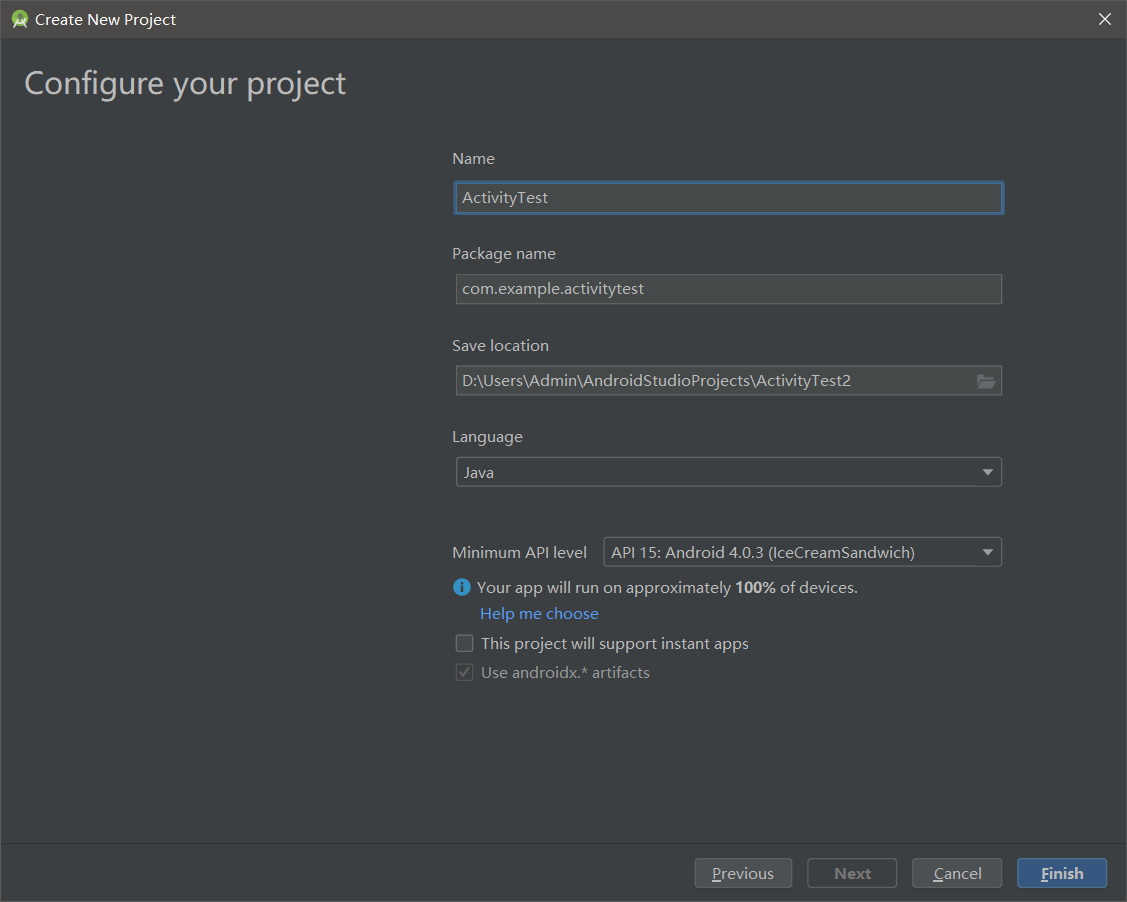 Create New Project
Configure your project
Name
ActivityTest
Package name
com.example.activitytest
Save location
D:\Users\Admin\AndroidStudioProjects\ActivityTest2
Language
Java
Minimum API level API 15: Android 4.0.3 (IceCreamSandwich)
Your app will run on approximately 100% of devices.
Help me choose
This project will support instant apps
Use androidx.* artifacts
Previous Next Cancel Finish